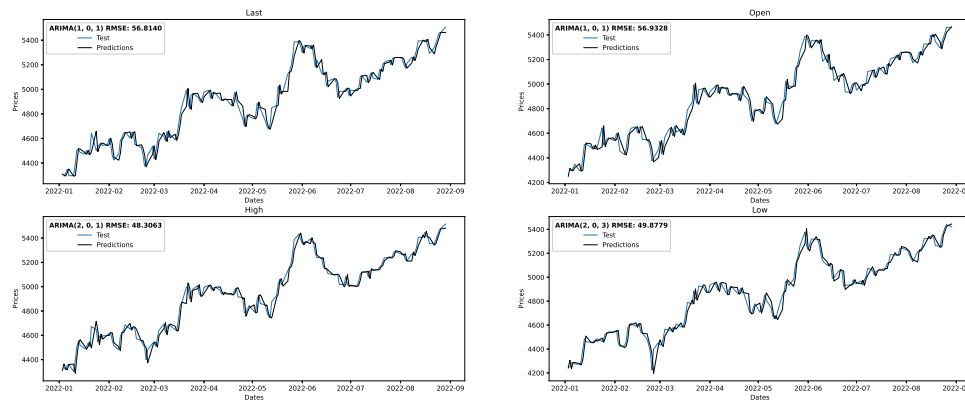 Last
ARIMA(1, 0, 1) RMSE: 56.8140
Test
Predictions
Prices
5400
5200
5000
4800
4600
4400
2022-01 2022-02 2022-03 2022-04 2022-05 2022-06 2022-07 2022-08 2022-09
Dates
Open
ARIMA(1, 0, 1) RMSE: 56.9328
Test
Predictions
Prices
5400
5200
5000
4800
4600
4400
4200
2022-01 2022-02 2022-03 2022-04 2022-05 2022-06 2022-07 2022-08 2022-0
Dates
High
ARIMA(2, 0, 1) RMSE: 48.3063
Test
Predictions
Prices
5400
5200
5000
4800
4600
4400
2022-01 2022-02 2022-03 2022-04 2022-05 2022-06 2022-07 2022-08 2022-09
Dates
Low
ARIMA(2, 0, 3) RMSE: 49.8779
Test
Predictions
Prices
5400
5200
5000
4800
4600
4400
4200
2022-01 2022-02 2022-03 2022-04 2022-05 2022-06 2022-07 2022-08 2022-0
Dates